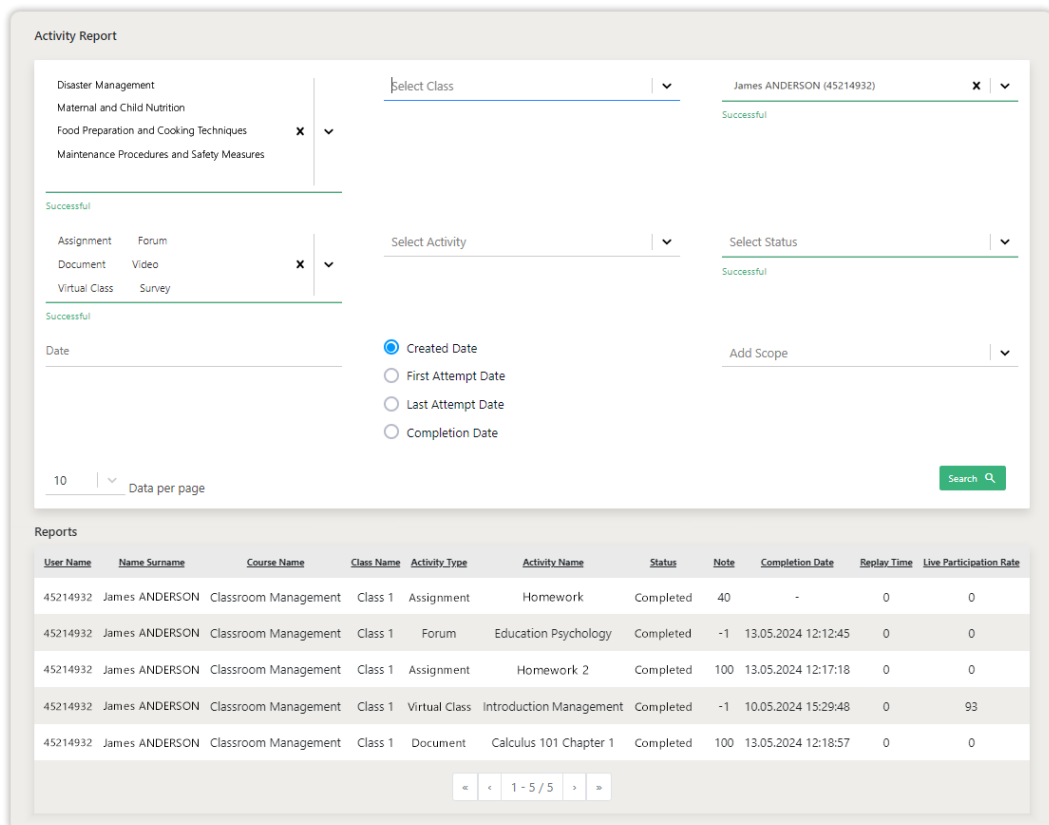 Activity Report
Disaster Management
Maternal and Child Nutrition
Food Preparation and Cooking Techniques
Maintenance Procedures and Safety Measures
Successful
Select Class
James ANDERSON (45214932)
Successful
Assignment Forum
Document Video
Virtual Class Survey
Successful
Select Activity
Select Status
Successful
Date
Created Date
First Attempt Date
Last Attempt Date
Completion Date
Add Scope
10 Data per page
Search
Reports
User Name Name Surname Course Name Class Name Activity Type Activity Name Status Note Completion Date Replay Time Live Participation Rate
45214932 James ANDERSON Classroom Management Class 1 Assignment Homework Completed 40 - 0 0
45214932 James ANDERSON Classroom Management Class 1 Forum Education Psychology Completed -1 13.05.2024 12:12:45 0 0
45214932 James ANDERSON Classroom Management Class 1 Assignment Homework 2 Completed 100 13.05.2024 12:17:18 0 0
45214932 James ANDERSON Classroom Management Class 1 Virtual Class Introduction Management Completed -1 10.05.2024 15:29:48 0 93
45214932 James ANDERSON Classroom Management Class 1 Document Calculus 101 Chapter 1 Completed 100 13.05.2024 12:18:57 0 0
« ‹ 1 - 5 / 5 › »